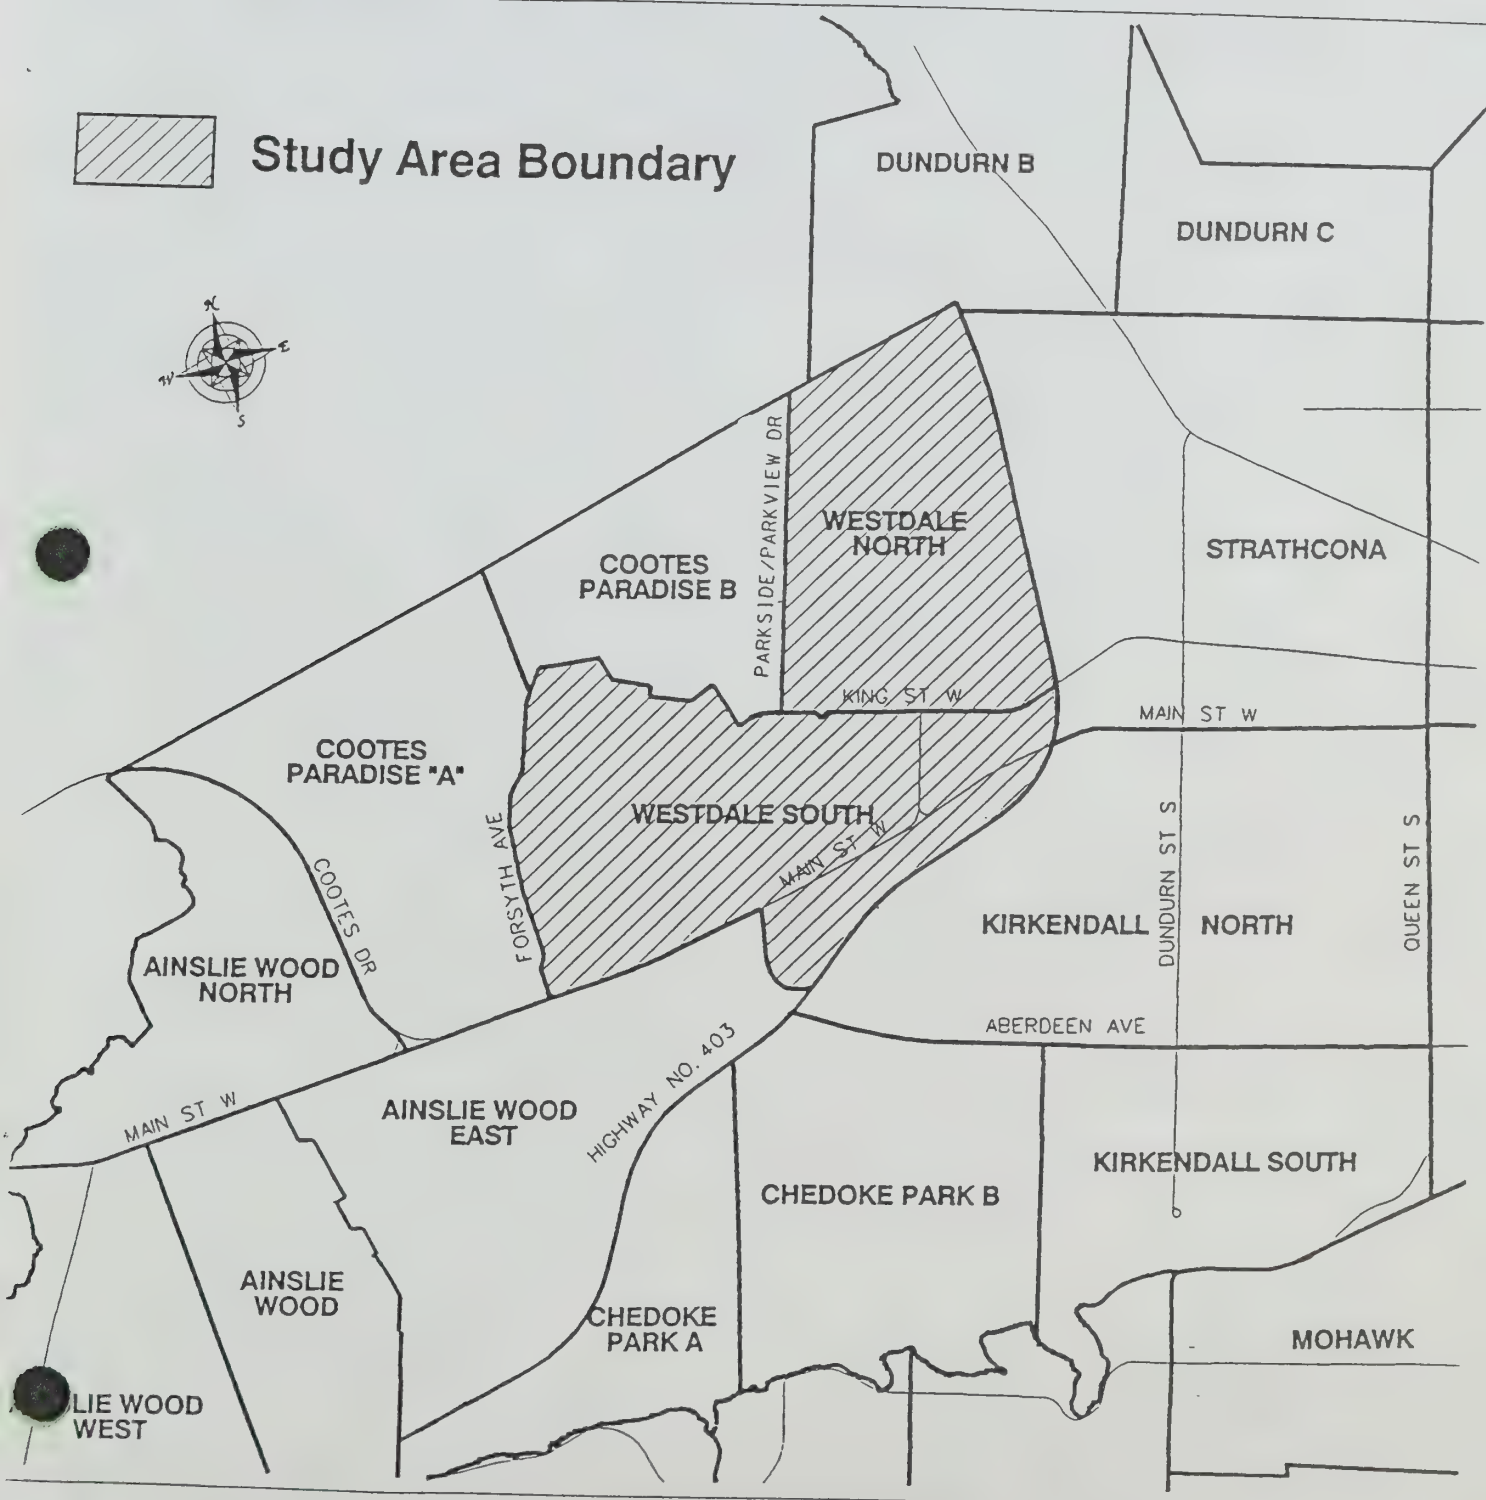 Study Area Boundary
DUNDURN B
DUNDURN C
N
E
W
S
PARKSIDE/PARKVIEW DR
WESTDALE
NORTH
STRATHCONA
COOTES
PARADISE B
KING ST W
MAIN ST W
COOTES
PARADISE "A"
WESTDALE SOUTH
MAIN ST W
FORSYTH AVE
COOTES DR
DUNDURN ST S
QUEEN ST S
KIRKENDALL NORTH
AINSLIE WOOD
NORTH
ABERDEEN AVE
HIGHWAY NO. 403
MAIN ST W
AINSLIE WOOD
EAST
KIRKENDALL SOUTH
CHEDOKE PARK B
AINSLIE
WOOD
CHEDOKE
PARK A
MOHAWK
LIE WOOD
WEST